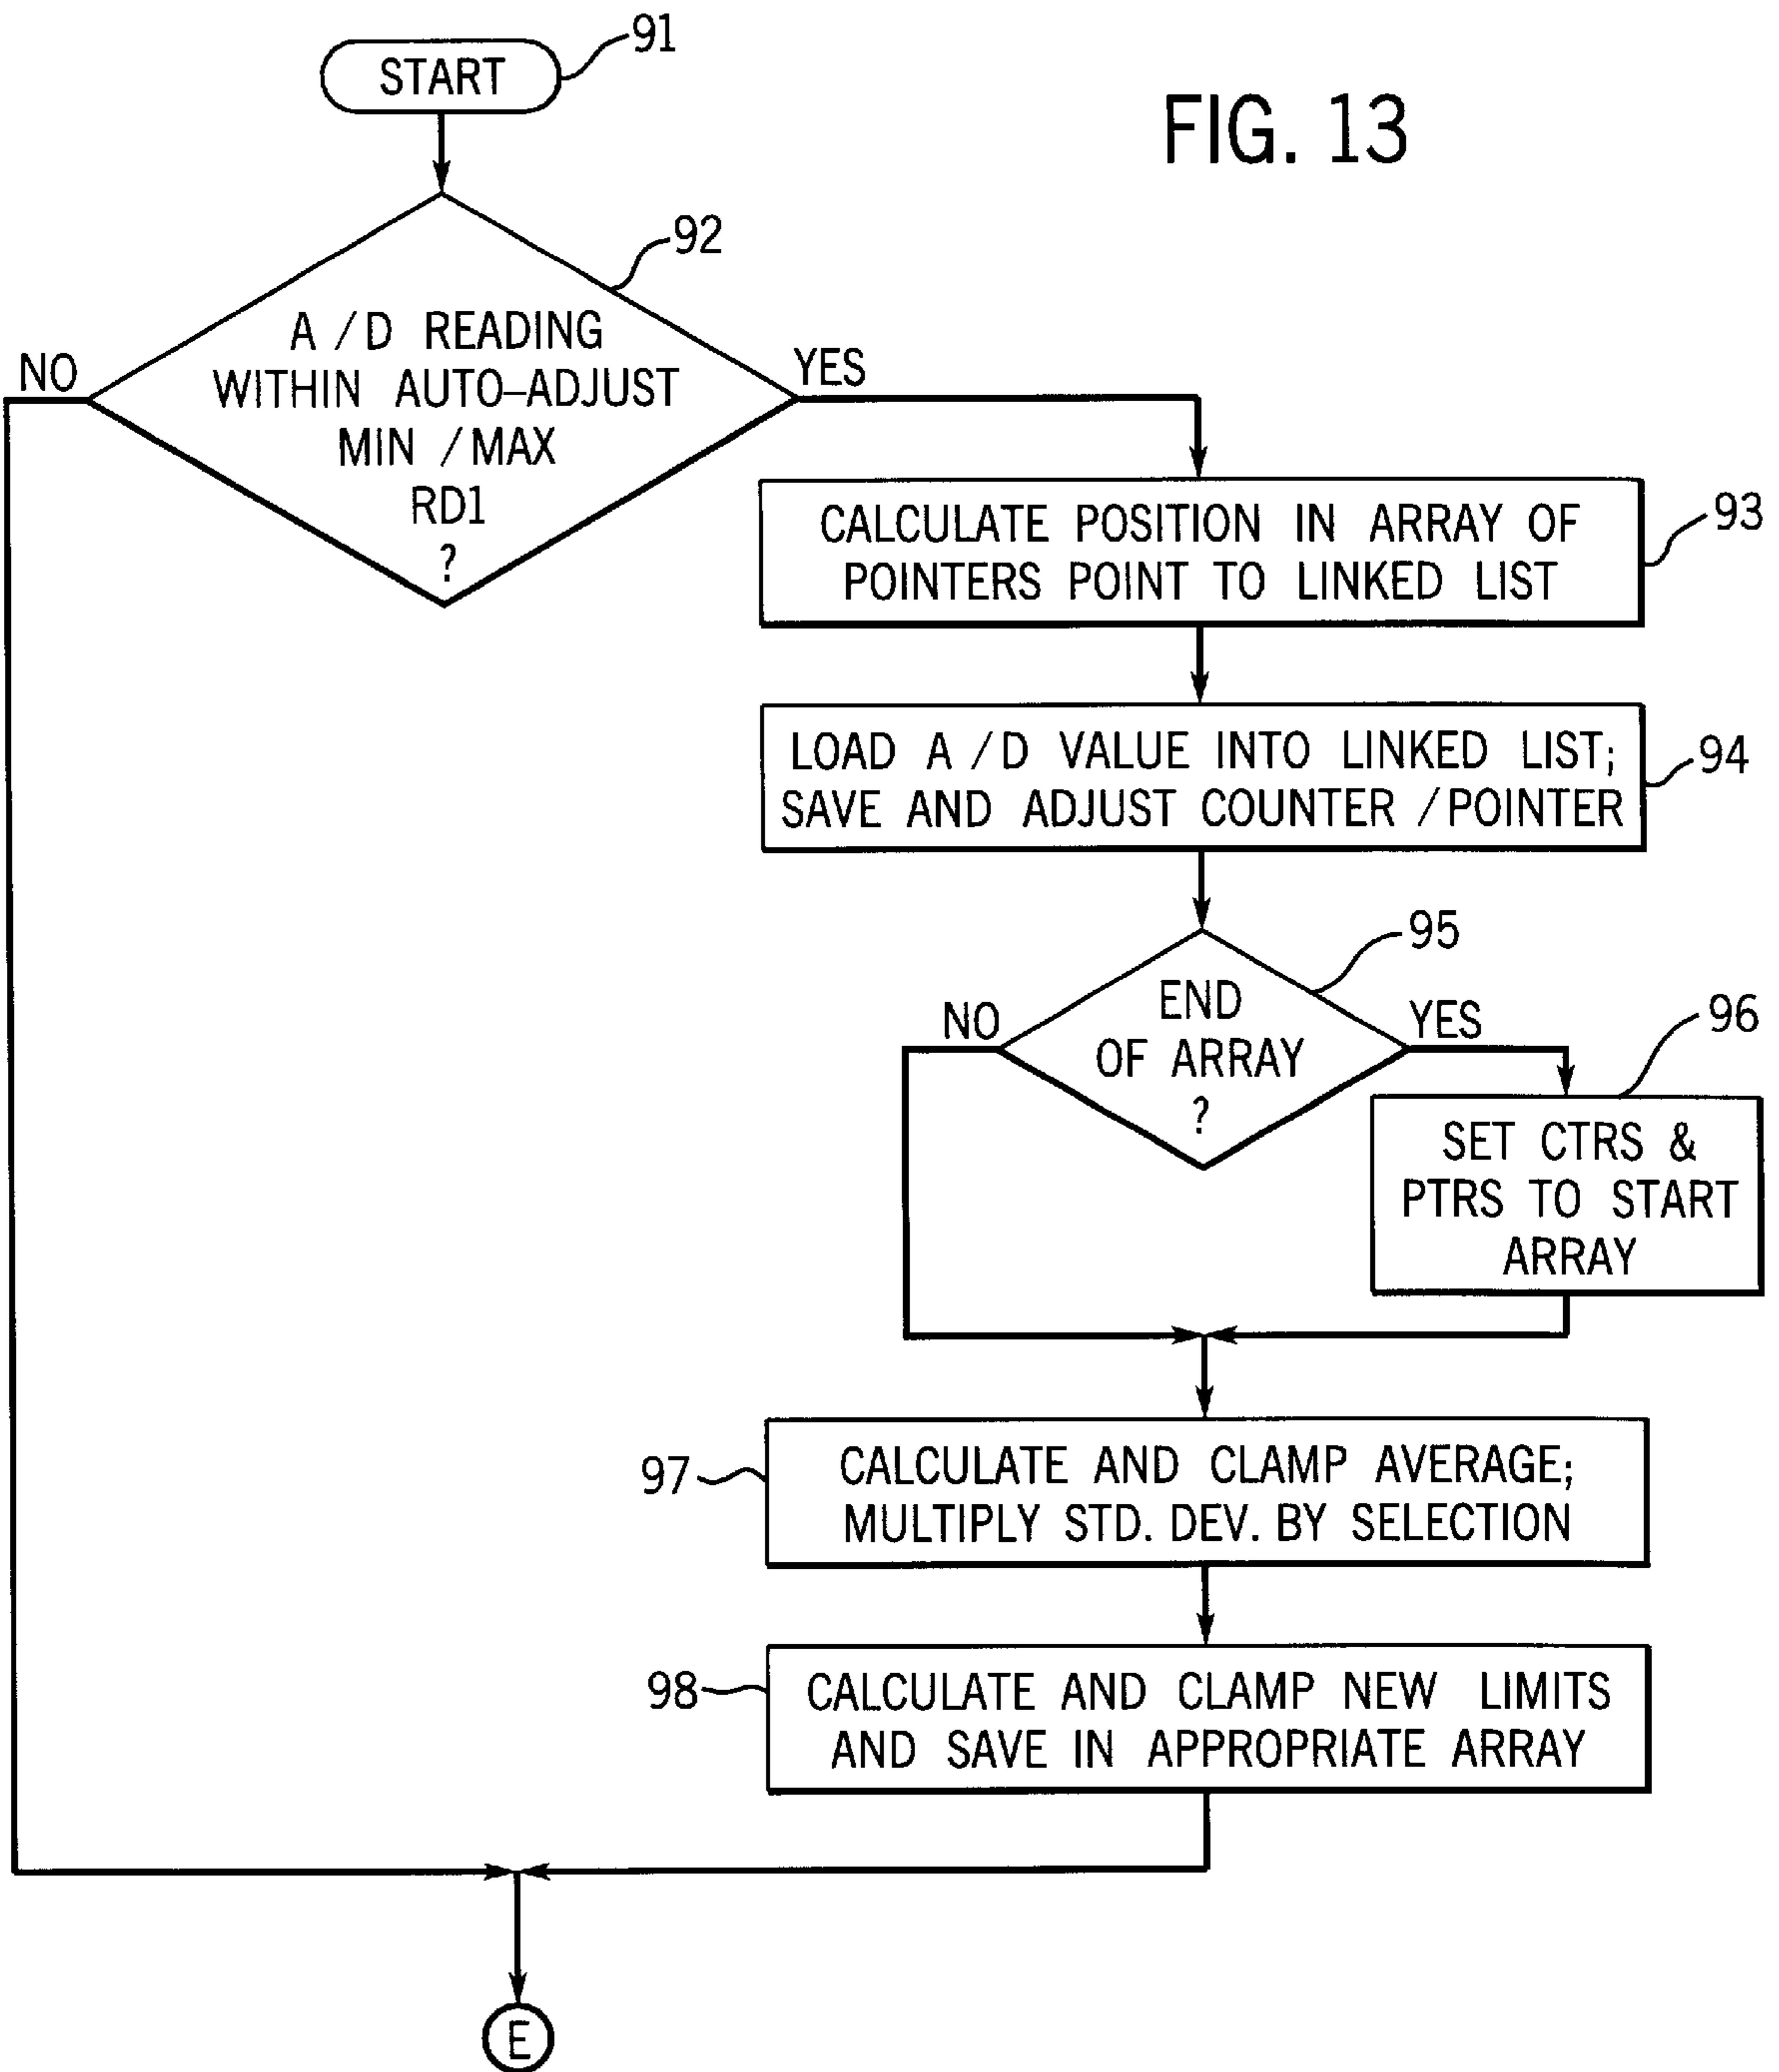 91
START
FIG. 13
92
A/D READING
WITHIN AUTO-ADJUST
MIN/MAX
RD1
?
NO
YES
CALCULATE POSITION IN ARRAY OF
POINTERS POINT TO LINKED LIST
93
LOAD A/D VALUE INTO LINKED LIST;
SAVE AND ADJUST COUNTER/POINTER
94
95
END
OF ARRAY
?
NO
YES
96
SET CTRS &
PTRS TO START
ARRAY
97
CALCULATE AND CLAMP AVERAGE;
MULTIPLY STD. DEV. BY SELECTION
98
CALCULATE AND CLAMP NEW LIMITS
AND SAVE IN APPROPRIATE ARRAY
E